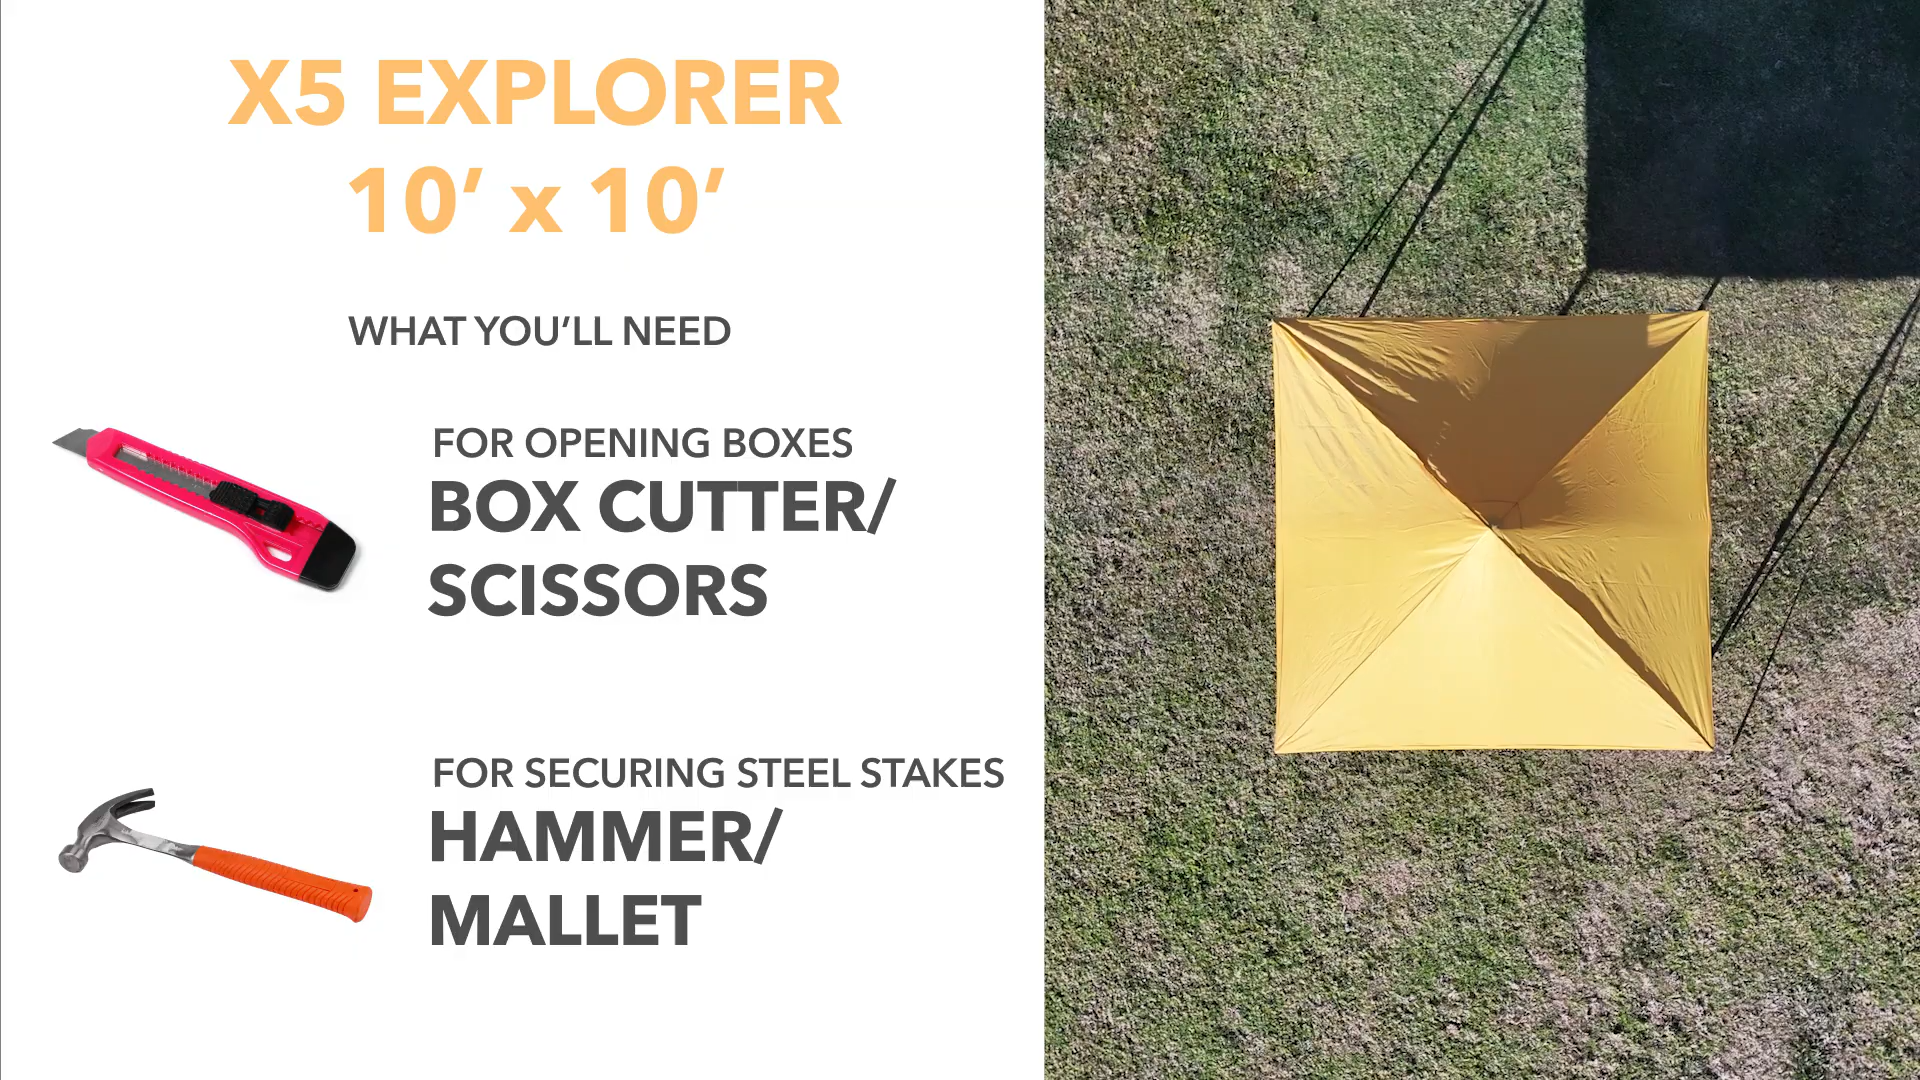 X5 EXPLORER
10’ x 10’
WHAT YOU’LL NEED
FOR OPENING BOXES
BOX CUTTER/
SCISSORS
FOR SECURING STEEL STAKES
HAMMER/
MALLET